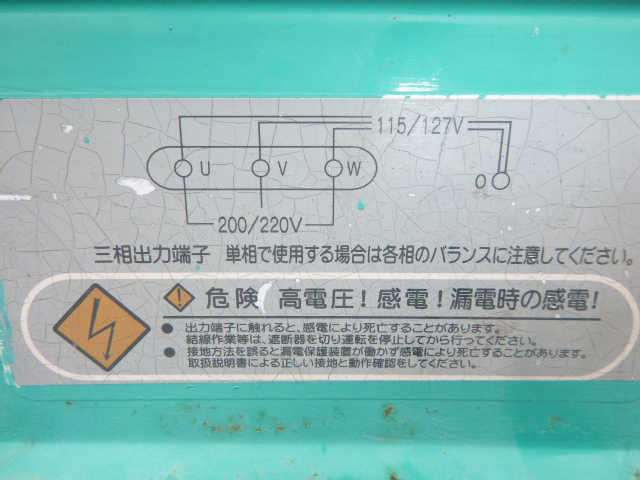 115/127V
U V W O
200/220V
三相出力端子 単相で使用する場合は各相のバランスに注意してください。
危険 高電圧!感電!漏電時の感電!
● 出力端子に触れると、感電により死亡することがあります。
結線作業等は、遮断器を切り運転を停止してから行ってください。
● 接地方法を誤ると漏電保護装置が働かず感電により死亡することがあります。
取扱説明書による正しい接地と動作確認をしてください。